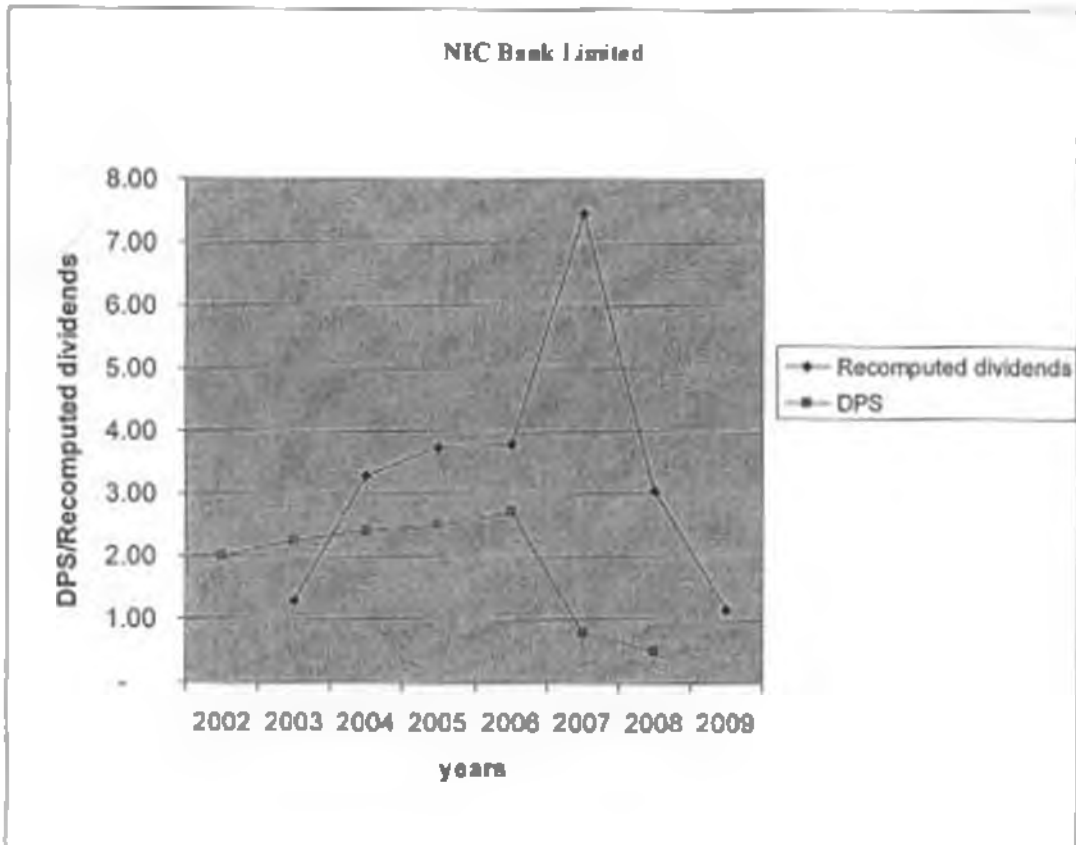 NIC Bank Limited
8.00
7.00
6.00
5.00
4.00
3.00
2.00
1.00
-
DPS/Recomputed dividends
2002 2003 2004 2005 2006 2007 2008 2009
years
Recomputed dividends
DPS